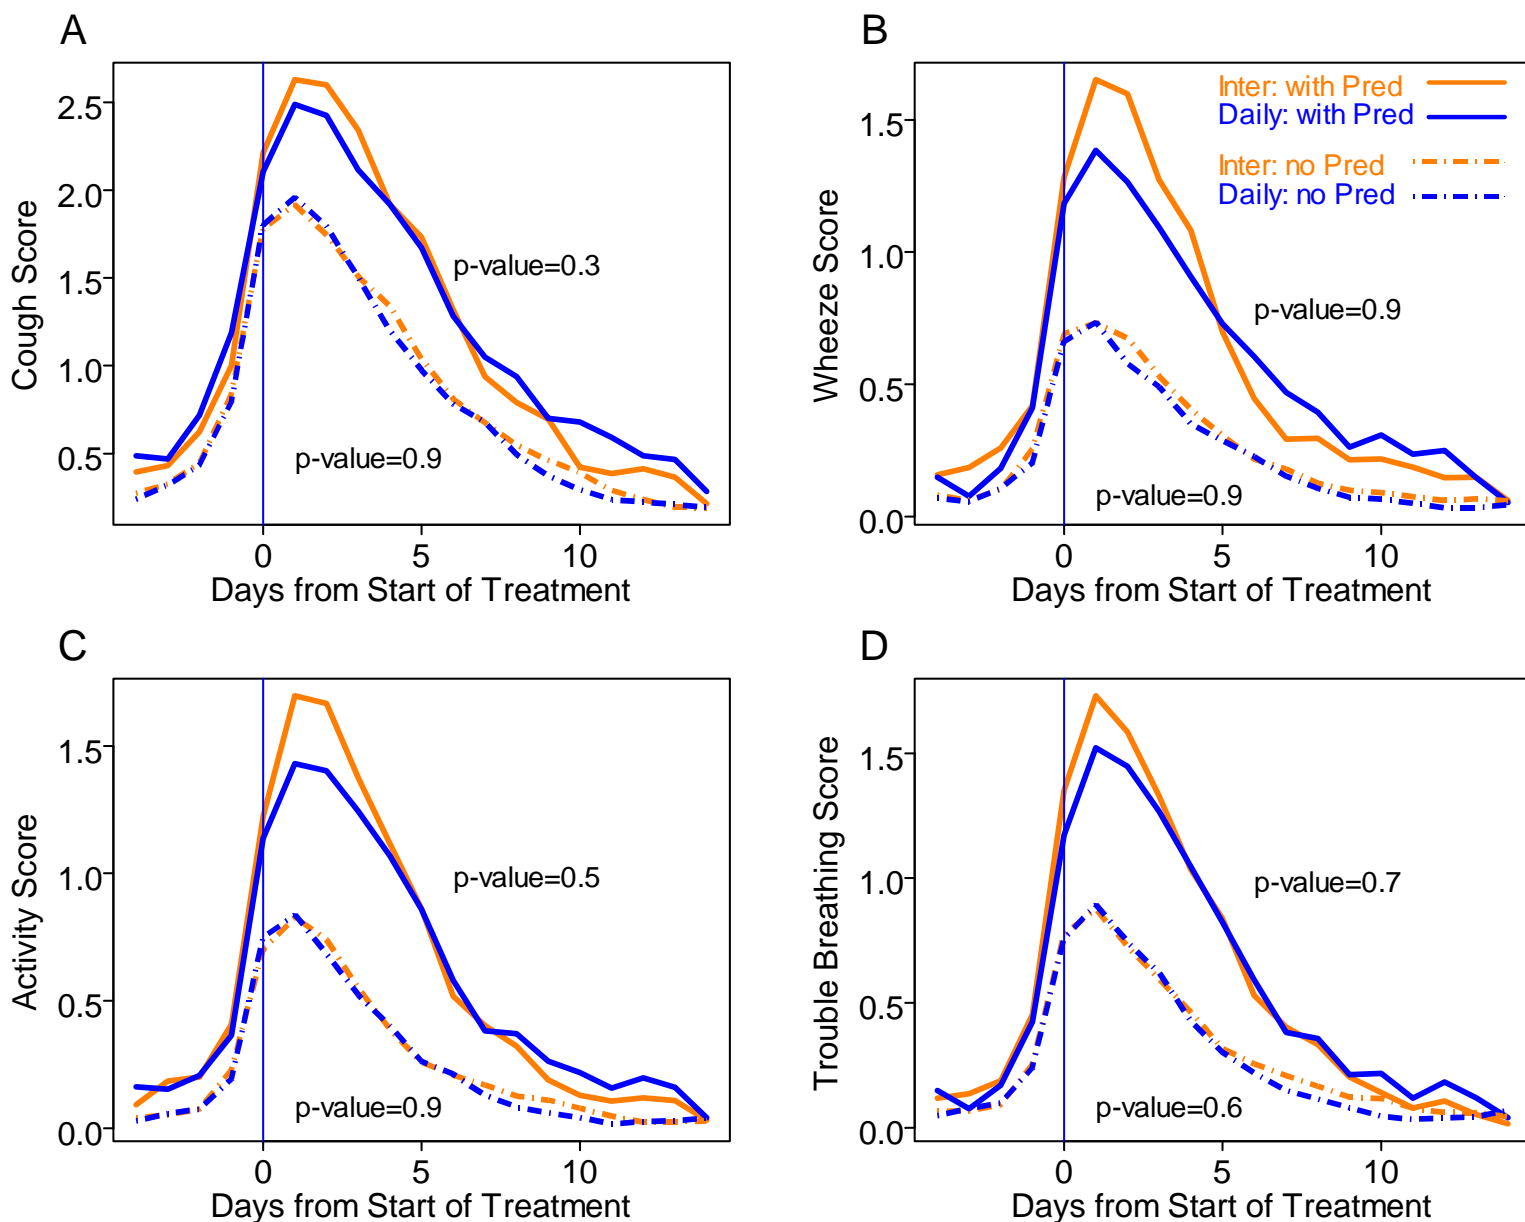 A
Cough Score
2.5
2.0
1.5
1.0
0.5
p-value=0.3
p-value=0.9
0 5 10
Days from Start of Treatment
B
Wheeze Score
1.5
1.0
0.5
0.0
Inter: with Pred
Daily: with Pred
Inter: no Pred
Daily: no Pred
p-value=0.9
p-value=0.9
0 5 10
Days from Start of Treatment
C
Activity Score
1.5
1.0
0.5
0.0
p-value=0.5
p-value=0.9
0 5 10
Days from Start of Treatment
D
Trouble Breathing Score
1.5
1.0
0.5
0.0
p-value=0.7
p-value=0.6
0 5 10
Days from Start of Treatment